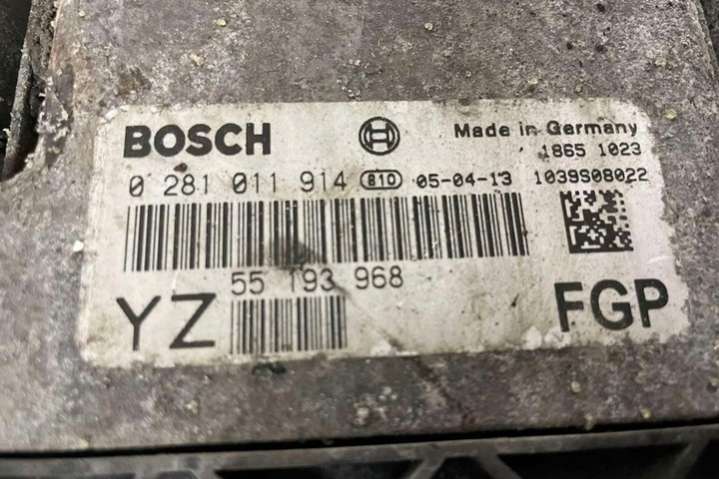 BOSCH
Made in Germany
1865 1023
0 281 011 914 610 05-04-13 1039S08022
55 193 968
YZ
FGP